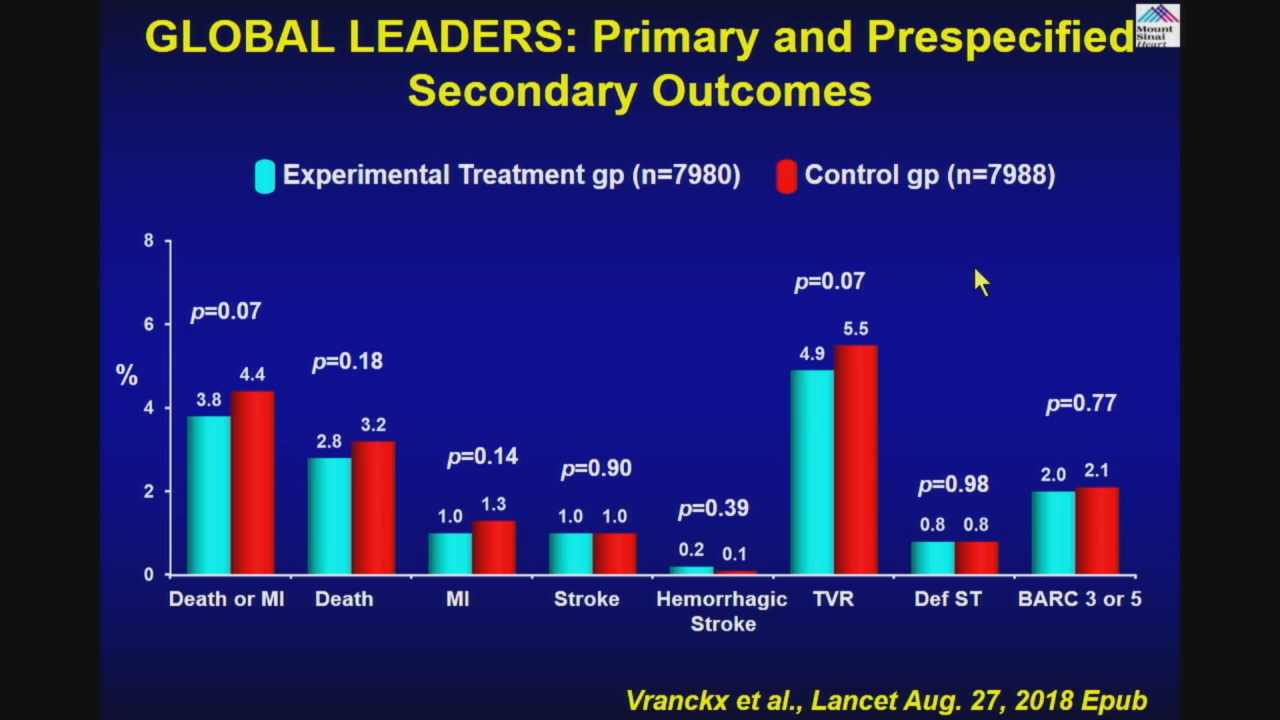 GLOBAL LEADERS: Primary and Prespecified
Secondary Outcomes
Mount
Sinai
Heart
Experimental Treatment gp (n=7980)
Control gp (n=7988)
8
6
4
2
0
%
p=0.07
3.8
4.4
p=0.18
2.8
3.2
p=0.14
1.0
1.3
p=0.90
1.0
1.0
p=0.39
0.2
0.1
p=0.07
4.9
5.5
p=0.98
0.8
0.8
p=0.77
2.0
2.1
Death or MI
Death
MI
Stroke
Hemorrhagic
Stroke
TVR
Def ST
BARC 3 or 5
Vranckx et al., Lancet Aug. 27, 2018 Epub